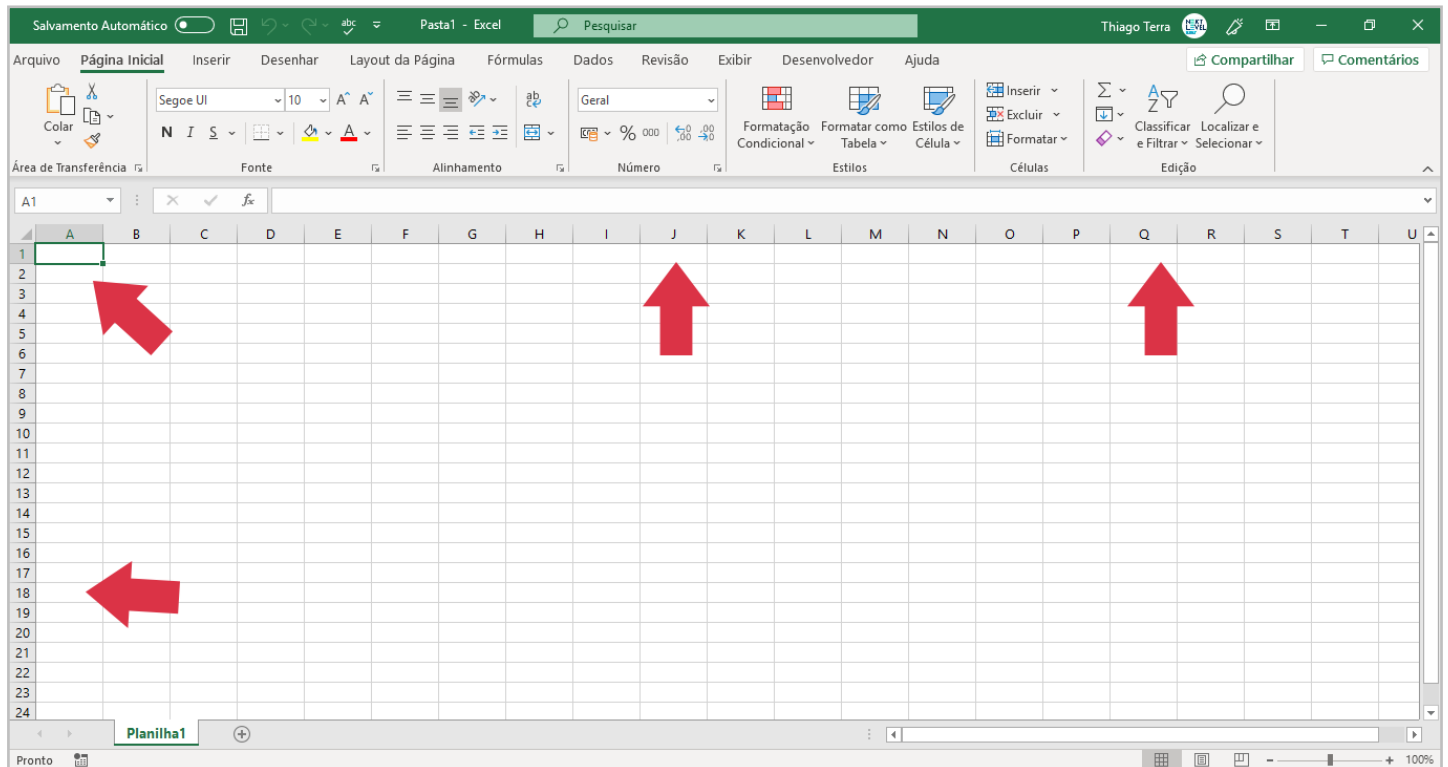 Salvamento Automático Pasta1 - Excel Pesquisar Thiago Terra
Arquivo Página Inicial Inserir Desenhar Layout da Página Fórmulas Dados Revisão Exibir Desenvolvedor Ajuda Compartilhar Comentários
Colar
Segoe UI 10 A A
N I S A
ab
Geral
% 000
Formatação Condicional
Formatar como Tabela
Estilos de Célula
Inserir
Excluir
Formatar
Classificar e Filtrar
Localizar e Selecionar
Área de Transferência Fonte Alinhamento Número Estilos Células Edição
A1 fx
A B C D E F G H I J K L M N O P Q R S T U
1
2
3
4
5
6
7
8
9
10
11
12
13
14
15
16
17
18
19
20
21
22
23
24
Planilha1
Pronto 100%